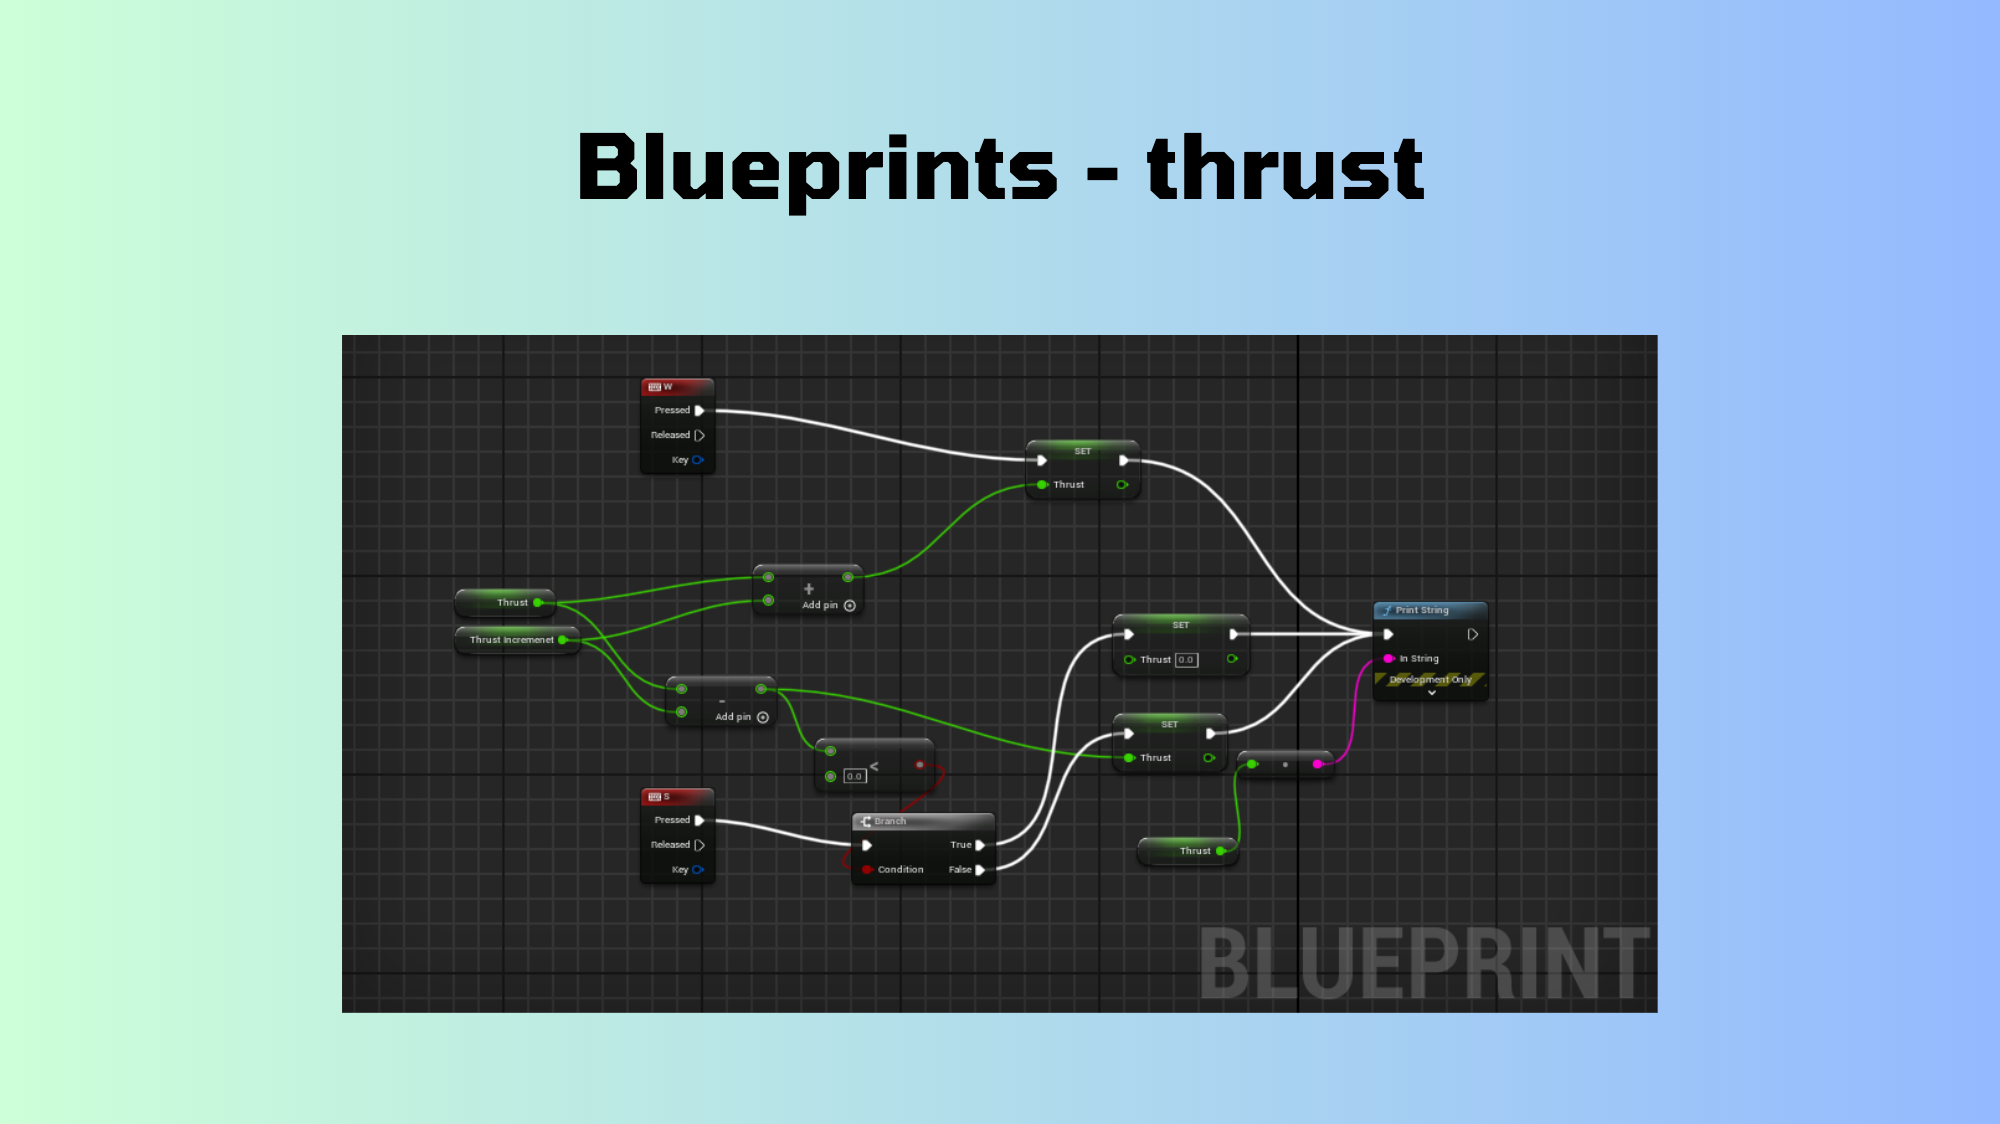 Blueprints - thrust
W
Pressed
Released
Key
SET
Thrust
+
Add pin
Thrust
Thrust Incremenet
-
Add pin
SET
Thrust 0.0
Print String
In String
Development Only
SET
Thrust
<
0.0
S
Pressed
Released
Key
Branch
True
Condition False
Thrust
BLUEPRINT